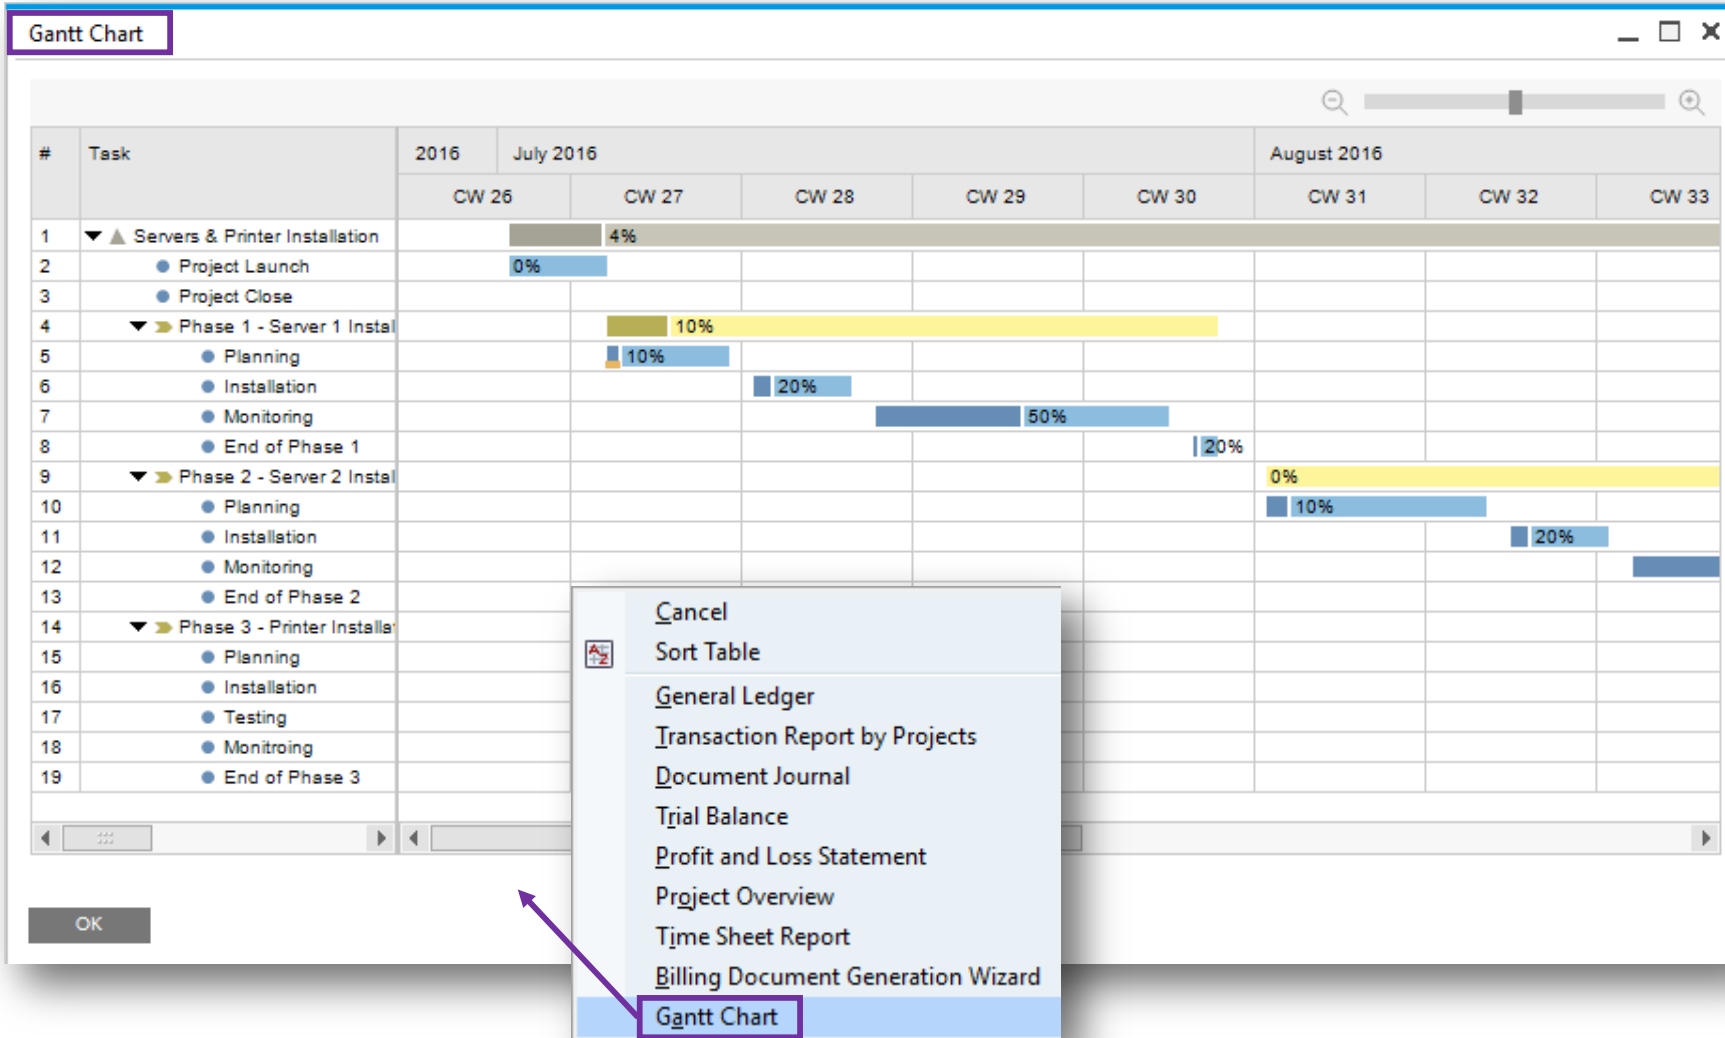 Gantt Chart
# Task 2016 July 2016 August 2016
CW 26 CW 27 CW 28 CW 29 CW 30 CW 31 CW 32 CW 33
1 Servers & Printer Installation 4%
2 Project Launch 0%
3 Project Close
4 Phase 1 - Server 1 Instal 10%
5 Planning 10%
6 Installation 20%
7 Monitoring 50%
8 End of Phase 1 20%
9 Phase 2 - Server 2 Instal 0%
10 Planning 10%
11 Installation 20%
12 Monitoring
13 End of Phase 2
14 Phase 3 - Printer Installat
15 Planning
16 Installation
17 Testing
18 Monitroing
19 End of Phase 3
OK
Cancel
Sort Table
General Ledger
Transaction Report by Projects
Document Journal
Trial Balance
Profit and Loss Statement
Project Overview
Time Sheet Report
Billing Document Generation Wizard
Gantt Chart